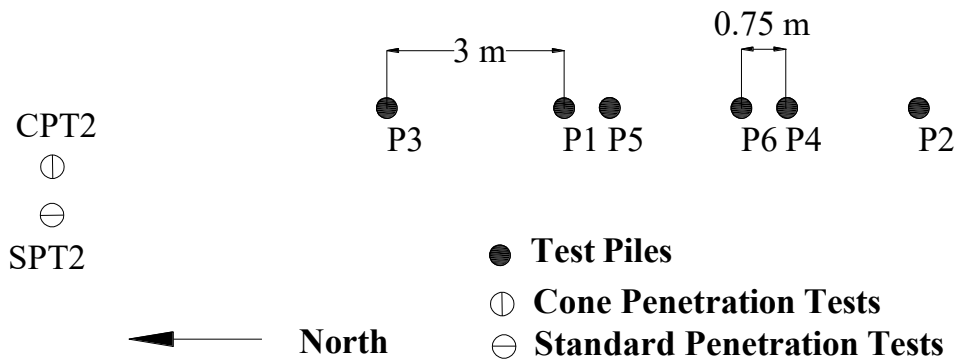 0.75 m
3 m
CPT2
P3 P1 P5 P6 P4 P2
SPT2
Test Piles
Cone Penetration Tests
North
Standard Penetration Tests